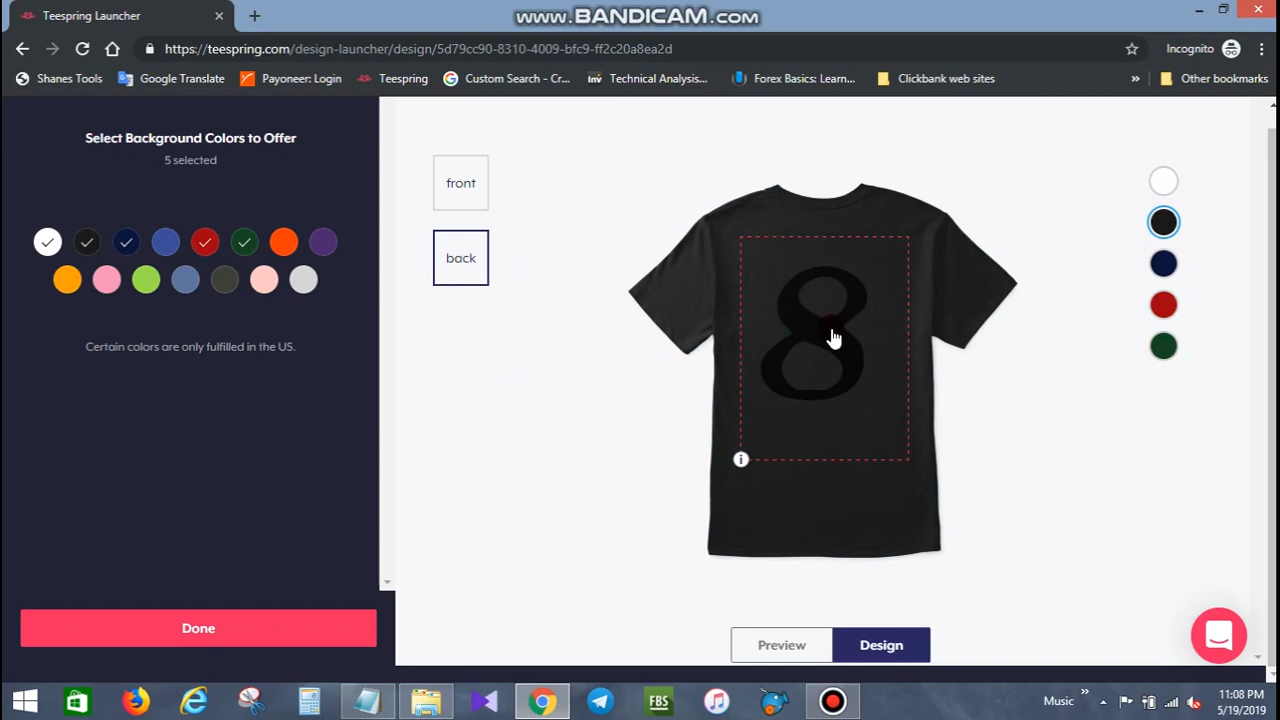 Teespring Launcher
www.BANDICAM.com
https://teespring.com/design-launcher/design/5d79cc90-8310-4009-bfc9-ff2c20a8ea2d
Incognito
Shanes Tools
Google Translate
Payoneer: Login
Teespring
Custom Search - Cr...
Inv
Technical Analysis...
Forex Basics: Learn...
Clickbank web sites
»
Other bookmarks
Select Background Colors to Offer
5 selected
Certain colors are only fulfilled in the US.
Done
front
back
8
i
Preview
Design
FBS
Music
»
11:08 PM
5/19/2019